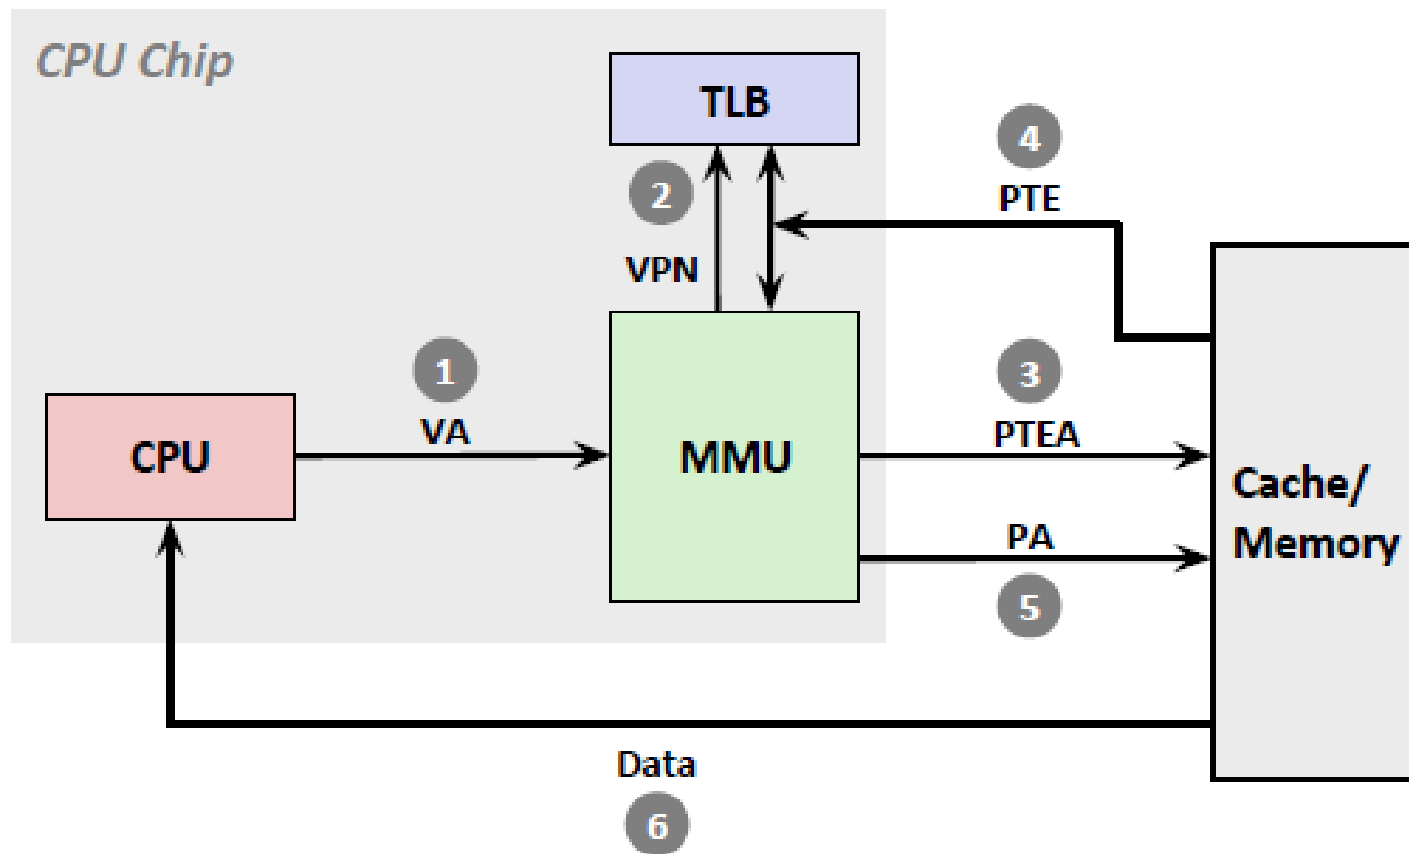 CPU Chip
TLB
4
PTE
2
VPN
1
VA
3
PTEA
CPU
MMU
Cache/
Memory
PA
5
Data
6